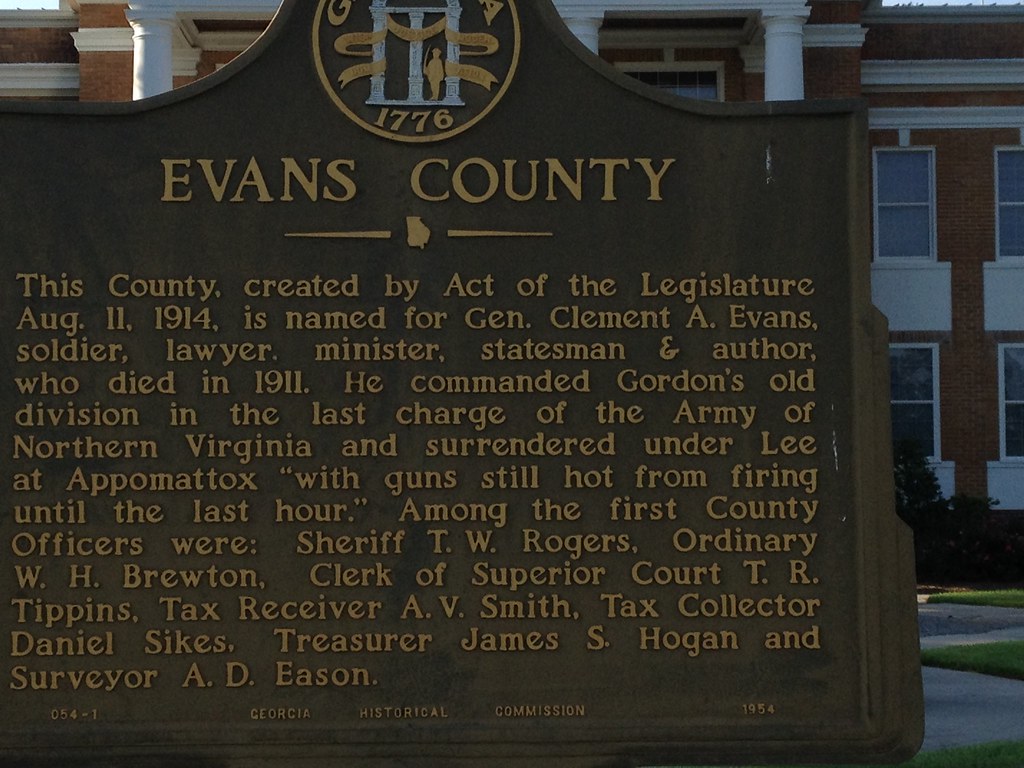 1776
EVANS COUNTY
This County, created by Act of the Legislature
Aug. 11, 1914, is named for Gen. Clement A. Evans,
soldier, lawyer, minister, statesman & author,
who died in 1911. He commanded Gordon's old
division in the last charge of the Army of
Northern Virginia and surrendered under Lee
at Appomattox "with guns still hot from firing
until the last hour." Among the first County
Officers were: Sheriff T. W. Rogers, Ordinary
W. H. Brewton, Clerk of Superior Court T. R.
Tippins, Tax Receiver A. V. Smith, Tax Collector
Daniel Sikes, Treasurer James S. Hogan and
Surveyor A. D. Eason.
054-1 GEORGIA HISTORICAL COMMISSION 1954